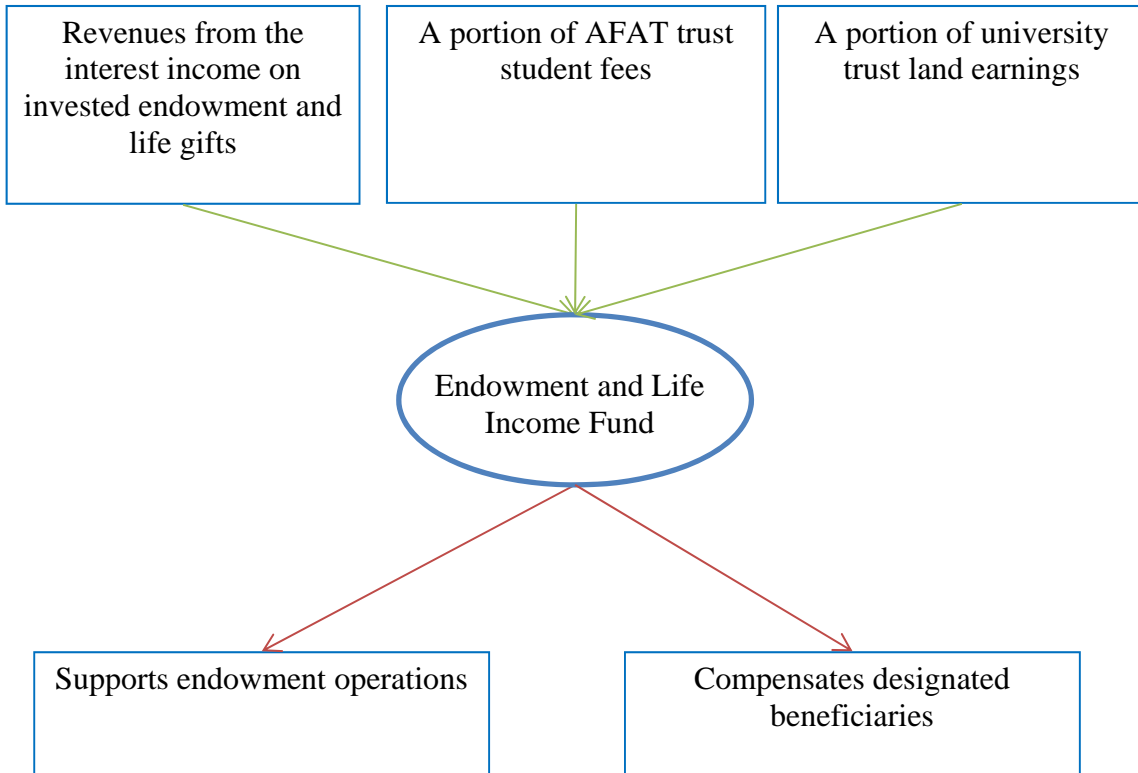 Revenues from the
interest income on
invested endowment and
life gifts
A portion of AFAT trust
student fees
A portion of university
trust land earnings
Endowment and Life
Income Fund
Supports endowment operations
Compensates designated
beneficiaries